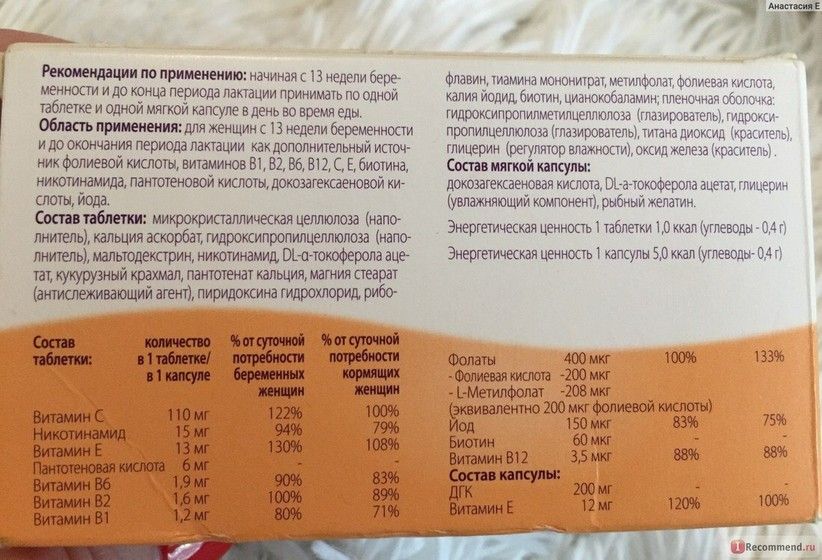 Анастасия Е
Рекомендации по применению: начиная с 13 недели бере-
менности и до конца периода лактации принимать по одной
таблетке и одной мягкой капсуле в день во время еды.
Область применения: для женщин с 13 недели беременности
и до окончания периода лактации как дополнительный источ-
ник фолиевой кислоты, витаминов В1, В2, В6, В12, С, Е, биотина,
никотинамида, пантотеновой кислоты, докозагексаеновой ки-
слоты, йода.
Состав таблетки: микрокристаллическая целлюлоза (напо-
лнитель), кальция аскорбат, гидроксипропилцеллюлоза (напо-
лнитель), мальтодекстрин, никотинамид, DL-α-токоферола аце-
тат, кукурузный крахмал, пантотенат кальция, магния стеарат
(антислеживающий агент), пиридоксина гидрохлорид, рибо-
флавин, тиамина мононитрат, метилфолат, фолиевая кислота,
калия йодид, биотин, цианокобаламин; пленочная оболочка:
гидроксипропилметилцеллюлоза (глазирователь), гидрокси-
пропилцеллюлоза (глазирователь), титана диоксид (краситель),
глицерин (регулятор влажности), оксид железа (краситель).
Состав мягкой капсулы:
докозагексаеновая кислота, DL-а-токоферола ацетат, глицерин
(увлажняющий компонент), рыбный желатин.
Энергетическая ценность 1 таблетки 1,0 ккал (углеводы - 0,4 г)
Энергетическая ценность 1 капсулы 5,0 ккал (углеводы- 0,4 г)
Состав количество % от суточной % от суточной
таблетки: в 1 таблетке/ потребности потребности
в 1 капсуле беременных кормящих
женщин женщин
Витамин С 110 мг 122% 100%
Никотинамид 15 мг 94% 79%
Витамин Е 13 мг 130% 108%
Пантотеновая кислота 6 мг - -
Витамин В6 1,9 мг 90% 83%
Витамин В2 1,6 мг 100% 89%
Витамин В1 1,2 мг 80% 71%
Фолаты 400 мкг 100% 133%
- Фолиевая кислота -200 мкг
- L-Метилфолат -208 мкг
(эквивалентно 200 мкг фолиевой кислоты)
Йод 150 мкг 83% 75%
Биотин 60 мкг - -
Витамин В12 3,5 мкг 88% 88%
Состав капсулы:
ДГК 200 мг - -
Витамин Е 12 мг 120% 100%
IRecommend.ru